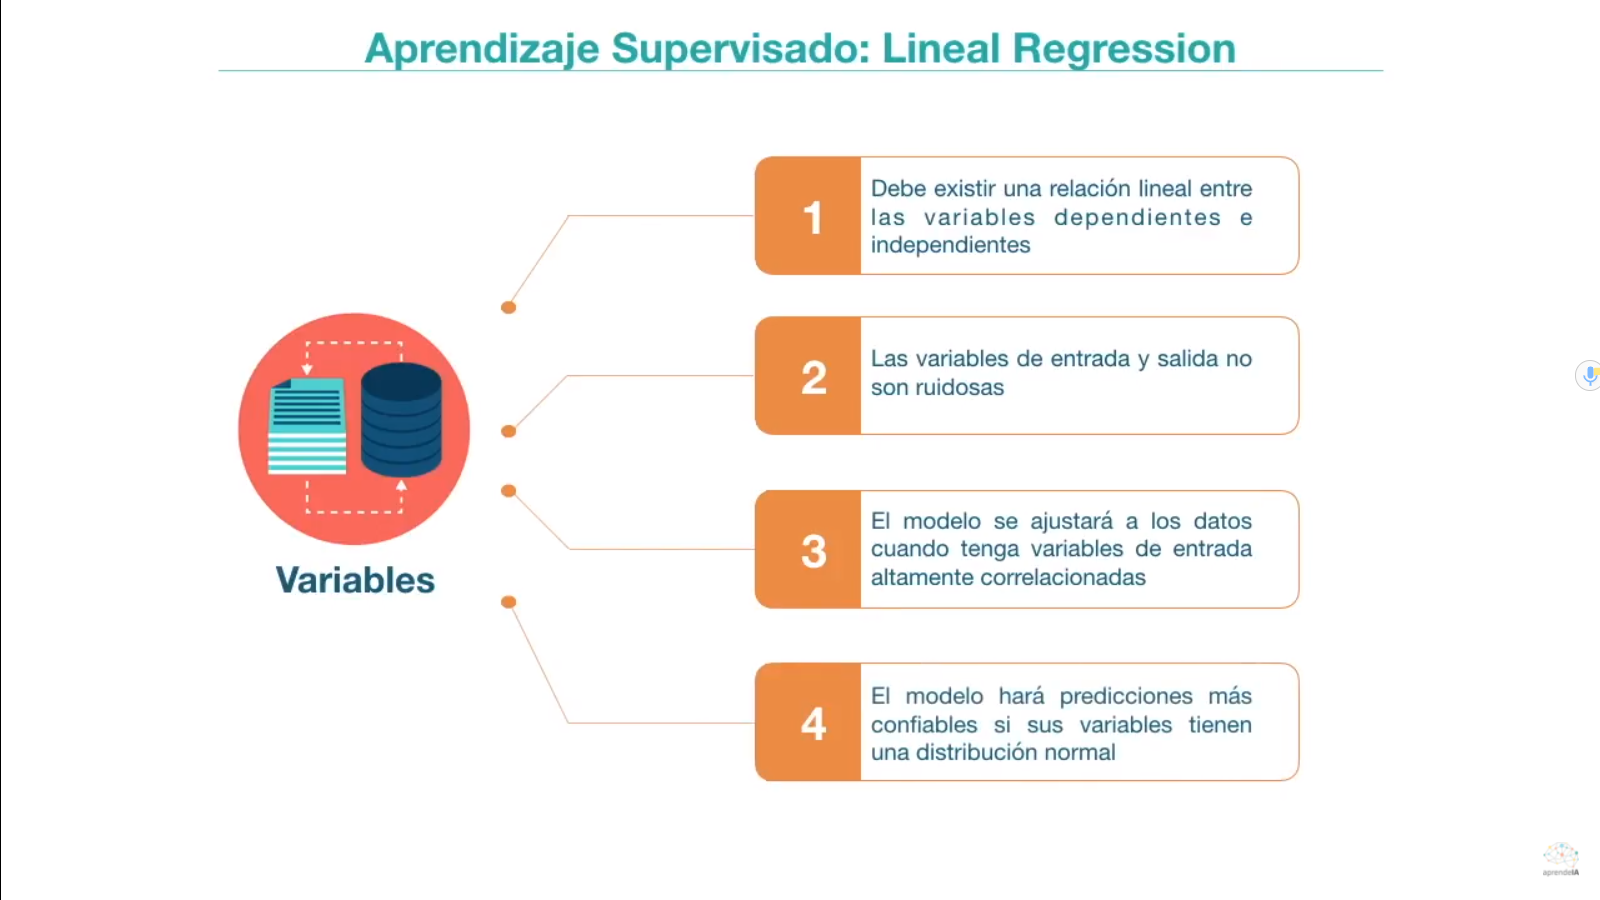 Aprendizaje Supervisado: Lineal Regression
1
Debe existir una relación lineal entre
las variables dependientes e
independientes
2
Las variables de entrada y salida no
son ruidosas
3
El modelo se ajustará a los datos
cuando tenga variables de entrada
altamente correlacionadas
4
El modelo hará predicciones más
confiables si sus variables tienen
una distribución normal
Variables
aprendeIA